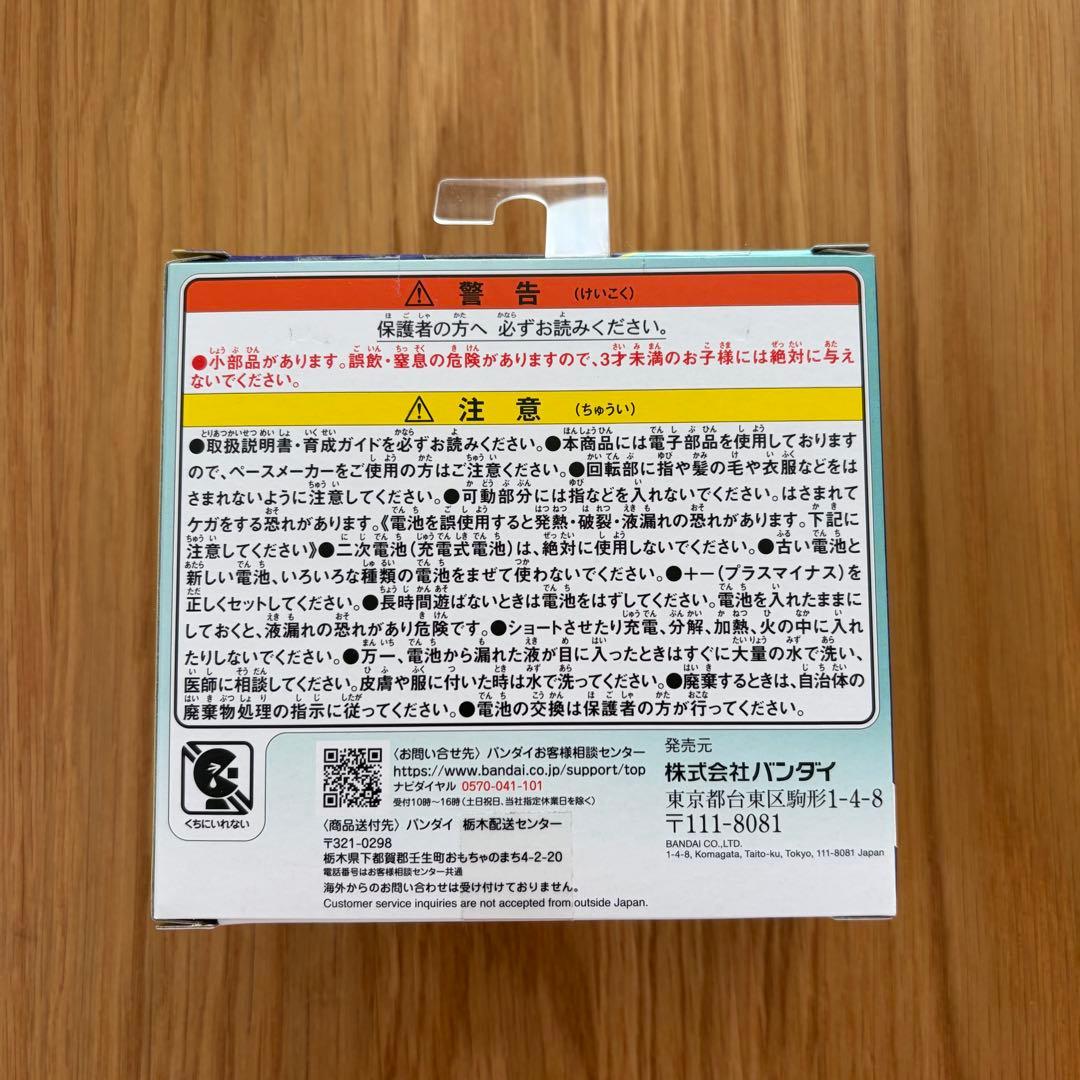 ⚠ 警告 (けいこく)
保護者の方へ 必ずお読みください。
●小部品があります。誤飲・窒息の危険がありますので、3才未満のお子様には絶対に与え
ないでください。
⚠ 注意 (ちゅうい)
●取扱説明書・育成ガイドを必ずお読みください。●本商品には電子部品を使用しております
ので、ペースメーカーをご使用の方はご注意ください。●回転部に指や髪の毛や衣服などをは
さまれないように注意してください。●可動部分には指などを入れないでください。はさまれて
ケガをする恐れがあります。《電池を誤使用すると発熱・破裂・液漏れの恐れがあります。下記に
注意してください》●二次電池(充電式電池)は、絶対に使用しないでください。●古い電池と
新しい電池、いろいろな種類の電池をまぜて使わないでください。●+−(プラスマイナス)を
正しくセットしてください。●長時間遊ばないときは電池をはずしてください。電池を入れたままに
しておくと、液漏れの恐れがあり危険です。●ショートさせたり充電、分解、加熱、火の中に入れ
たりしないでください。●万一、電池から漏れた液が目に入ったときはすぐに大量の水で洗い、
医師に相談してください。皮膚や服に付いた時は水で洗ってください。●廃棄するときは、自治体の
廃棄物処理の指示に従ってください。●電池の交換は保護者の方が行ってください。
くちにいれない
〈お問い合せ先〉バンダイお客様相談センター
https://www.bandai.co.jp/support/top
ナビダイヤル 0570-041-101
受付10時〜16時(土日祝日、当社指定休業日を除く)
〈商品送付先〉バンダイ 栃木配送センター
〒321-0298
栃木県下都賀郡壬生町おもちゃのまち4-2-20
電話番号はお客様相談センター共通
海外からのお問い合わせは受け付けておりません。
Customer service inquiries are not accepted from outside Japan.
発売元
株式会社バンダイ
東京都台東区駒形1-4-8
〒111-8081
BANDAI CO.,LTD.
1-4-8, Komagata, Taito-ku, Tokyo, 111-8081 Japan